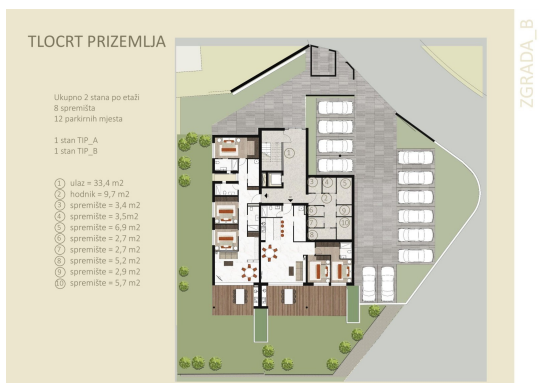 TLOCRT PRIZEMLJA
ZGRADA_B
Ukupno 2 stana po etaži
8 spremišta
12 parkirnih mjesta
1 stan TIP_A
1 stan TIP_B
1 ulaz = 33,4 m2
2 hodnik = 9,7 m2
3 spremište = 3,4 m2
4 spremište = 3,5m2
5 spremište = 6,9 m2
6 spremište = 2,7 m2
7 spremište = 2,7 m2
8 spremište = 5,2 m2
9 spremište = 2,9 m2
10 spremište = 5,7 m2